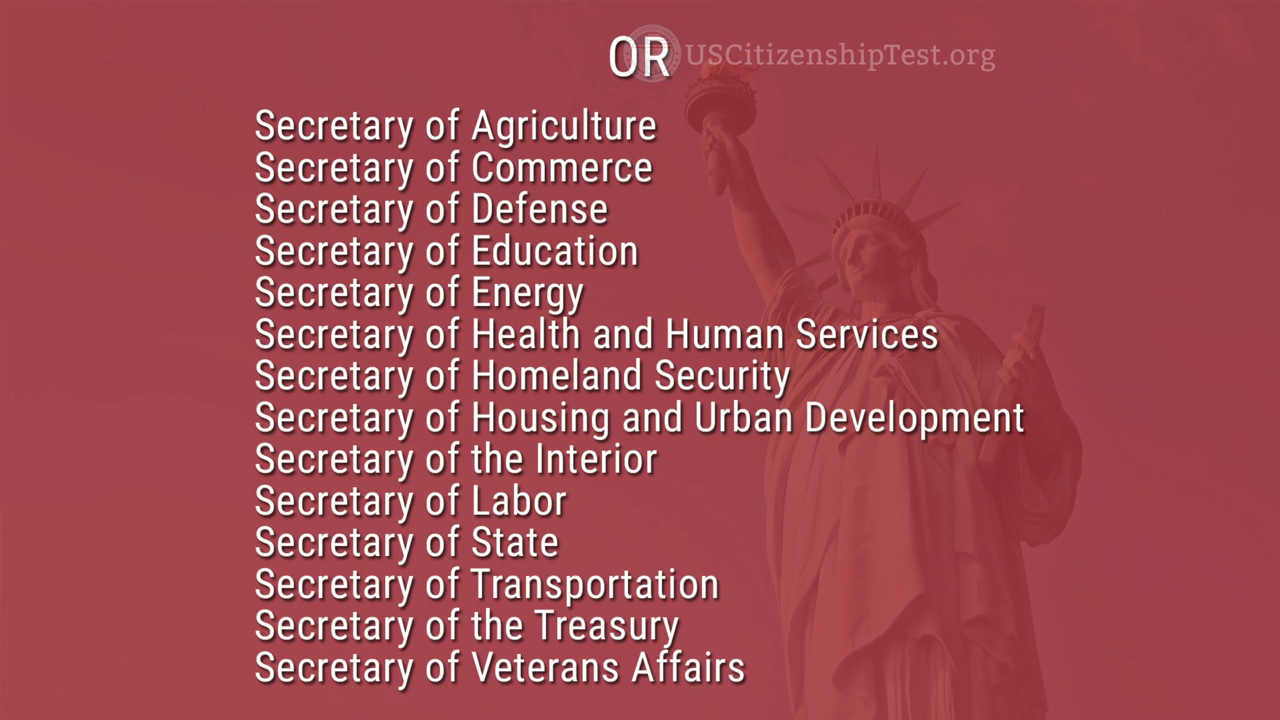 OR
USCitizenshipTest.org
Secretary of Agriculture
Secretary of Commerce
Secretary of Defense
Secretary of Education
Secretary of Energy
Secretary of Health and Human Services
Secretary of Homeland Security
Secretary of Housing and Urban Development
Secretary of the Interior
Secretary of Labor
Secretary of State
Secretary of Transportation
Secretary of the Treasury
Secretary of Veterans Affairs